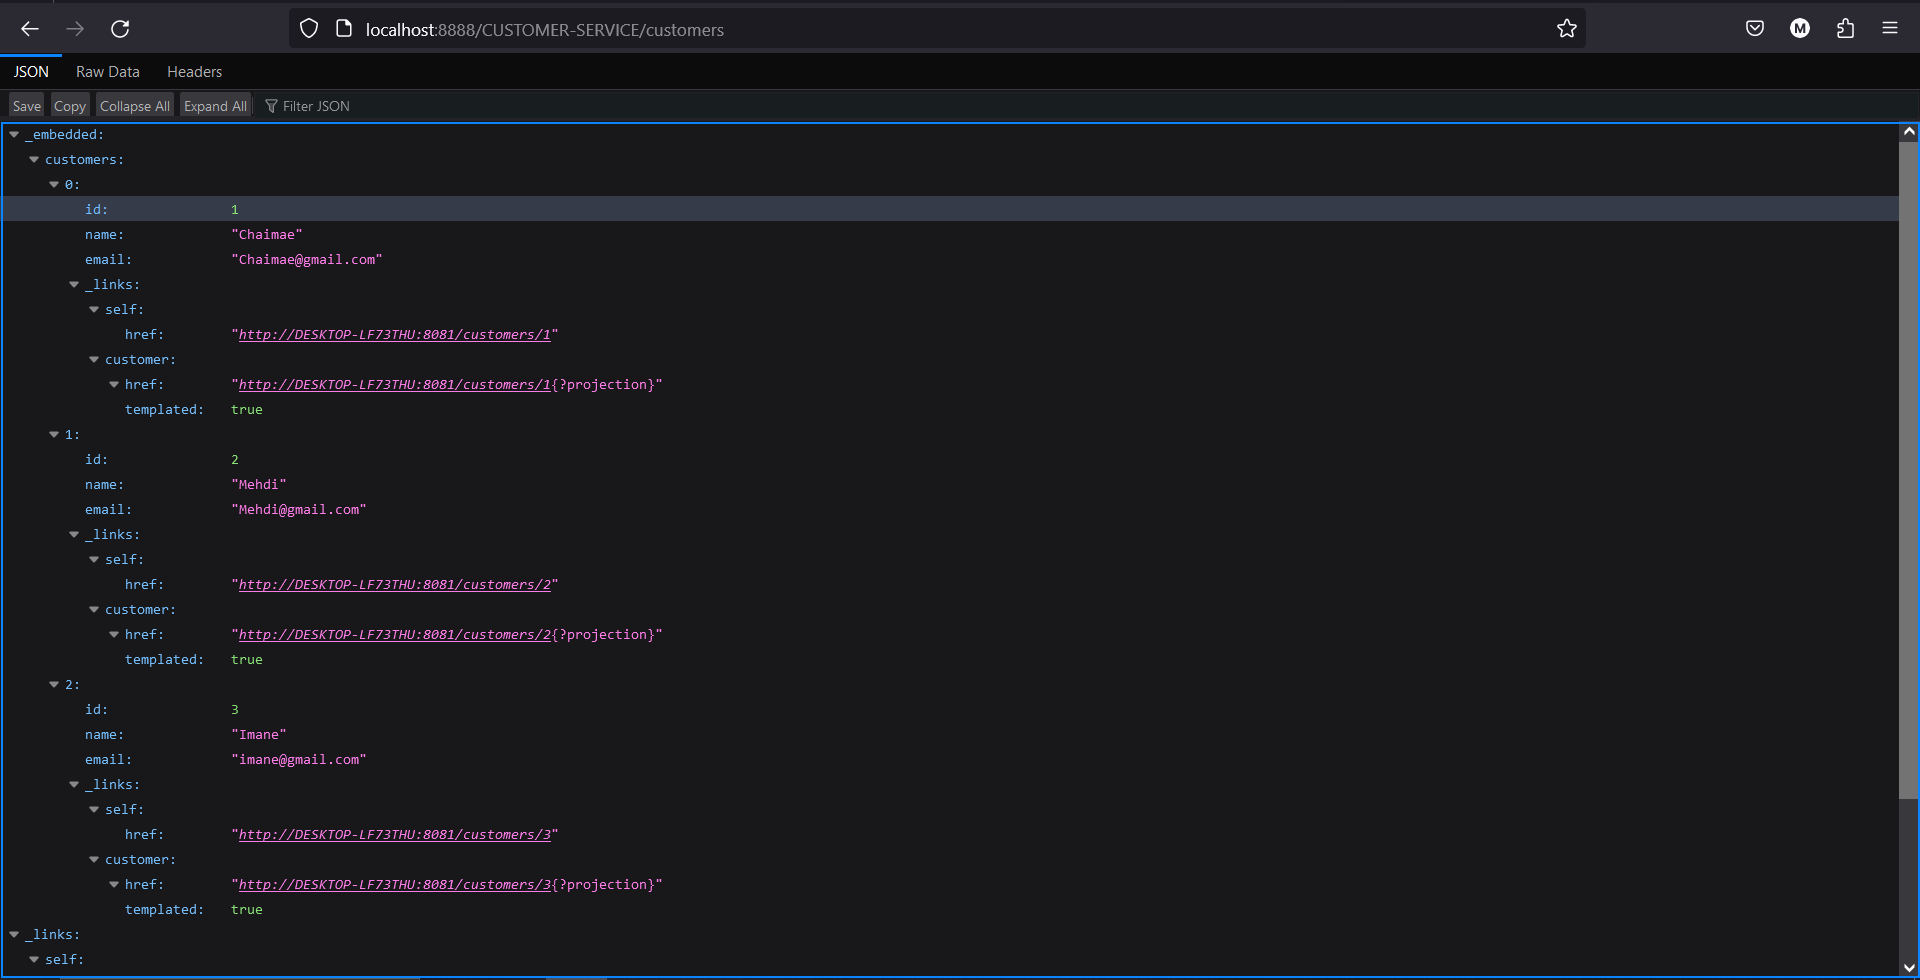 localhost:8888/CUSTOMER-SERVICE/customers
M
JSON Raw Data Headers
Save Copy Collapse All Expand All Filter JSON
_embedded:
customers:
0:
id: 1
name: "Chaimae"
email: "Chaimae@gmail.com"
_links:
self:
href: "http://DESKTOP-LF73THU:8081/customers/1"
customer:
href: "http://DESKTOP-LF73THU:8081/customers/1{?projection}"
templated: true
1:
id: 2
name: "Mehdi"
email: "Mehdi@gmail.com"
_links:
self:
href: "http://DESKTOP-LF73THU:8081/customers/2"
customer:
href: "http://DESKTOP-LF73THU:8081/customers/2{?projection}"
templated: true
2:
id: 3
name: "Imane"
email: "imane@gmail.com"
_links:
self:
href: "http://DESKTOP-LF73THU:8081/customers/3"
customer:
href: "http://DESKTOP-LF73THU:8081/customers/3{?projection}"
templated: true
_links:
self: